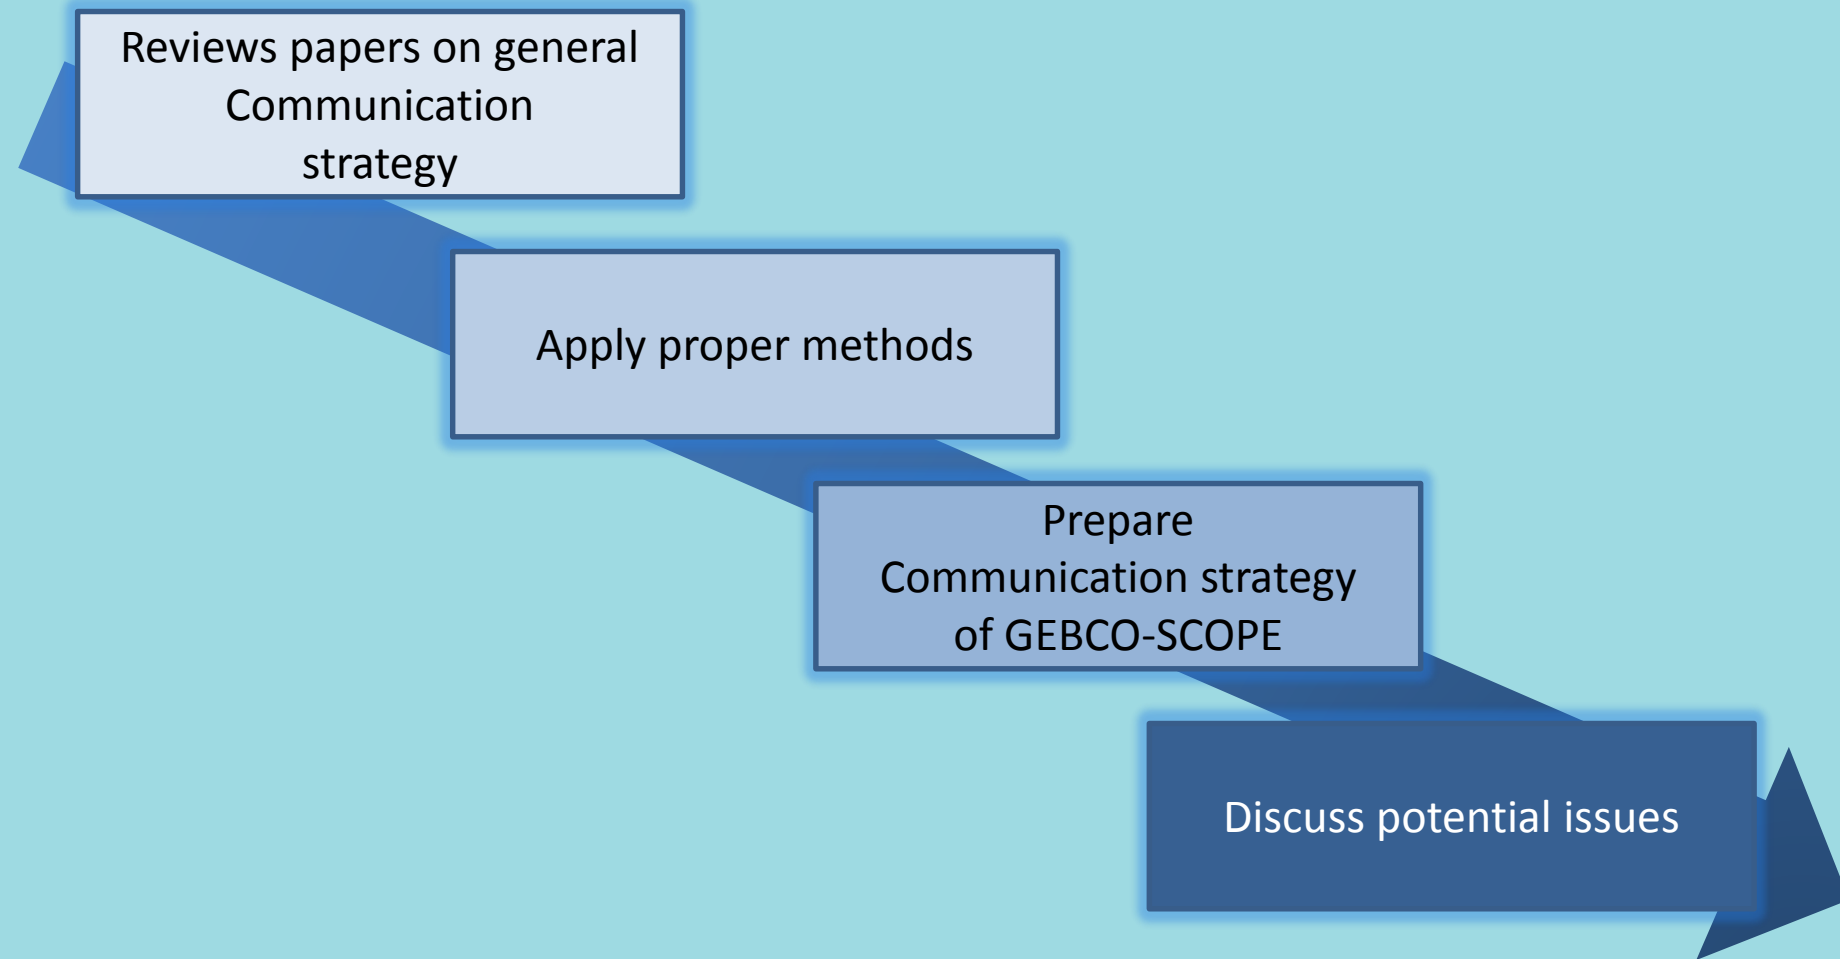 Reviews papers on general
Communication
strategy
Apply proper methods
Prepare
Communication strategy
of GEBCO-SCOPE
Discuss potential issues